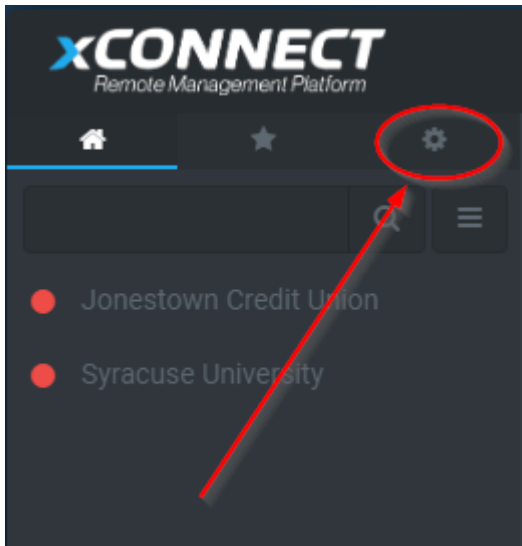 xCONNECT
Remote Management Platform
Jonestown Credit Union
Syracuse University